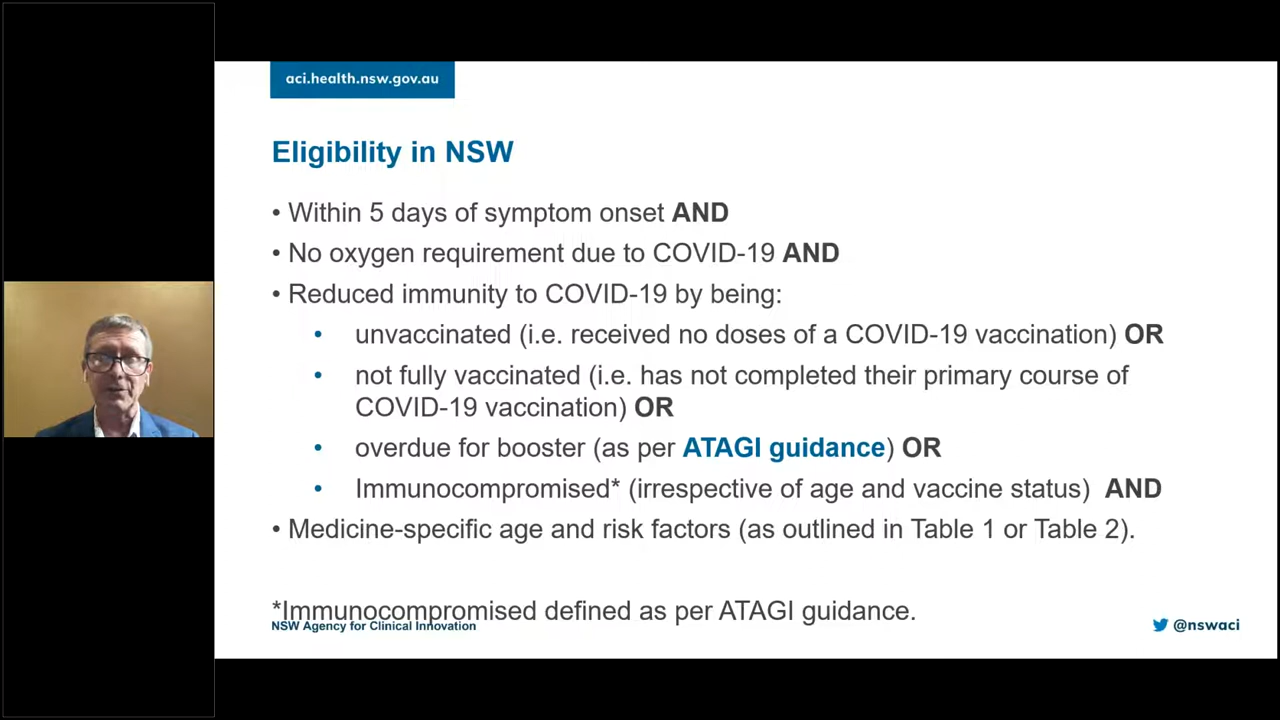 aci.health.nsw.gov.au
Eligibility in NSW
• Within 5 days of symptom onset AND
• No oxygen requirement due to COVID-19 AND
• Reduced immunity to COVID-19 by being:
• unvaccinated (i.e. received no doses of a COVID-19 vaccination) OR
• not fully vaccinated (i.e. has not completed their primary course of
COVID-19 vaccination) OR
• overdue for booster (as per ATAGI guidance) OR
• Immunocompromised* (irrespective of age and vaccine status) AND
• Medicine-specific age and risk factors (as outlined in Table 1 or Table 2).
*Immunocompromised defined as per ATAGI guidance.
NSW Agency for Clinical Innovation
@nswaci